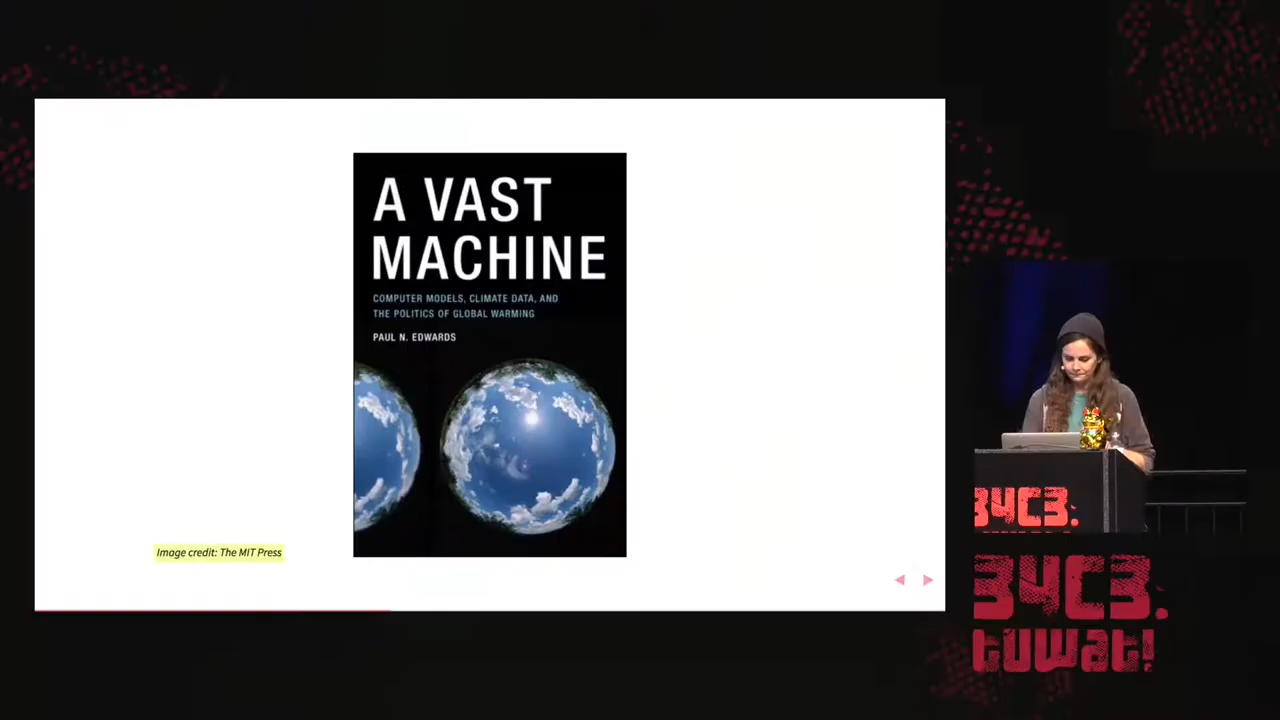 A VAST
MACHINE
COMPUTER MODELS, CLIMATE DATA, AND
THE POLITICS OF GLOBAL WARMING
PAUL N. EDWARDS
Image credit: The MIT Press
34C3.
34C3.
tuwat!